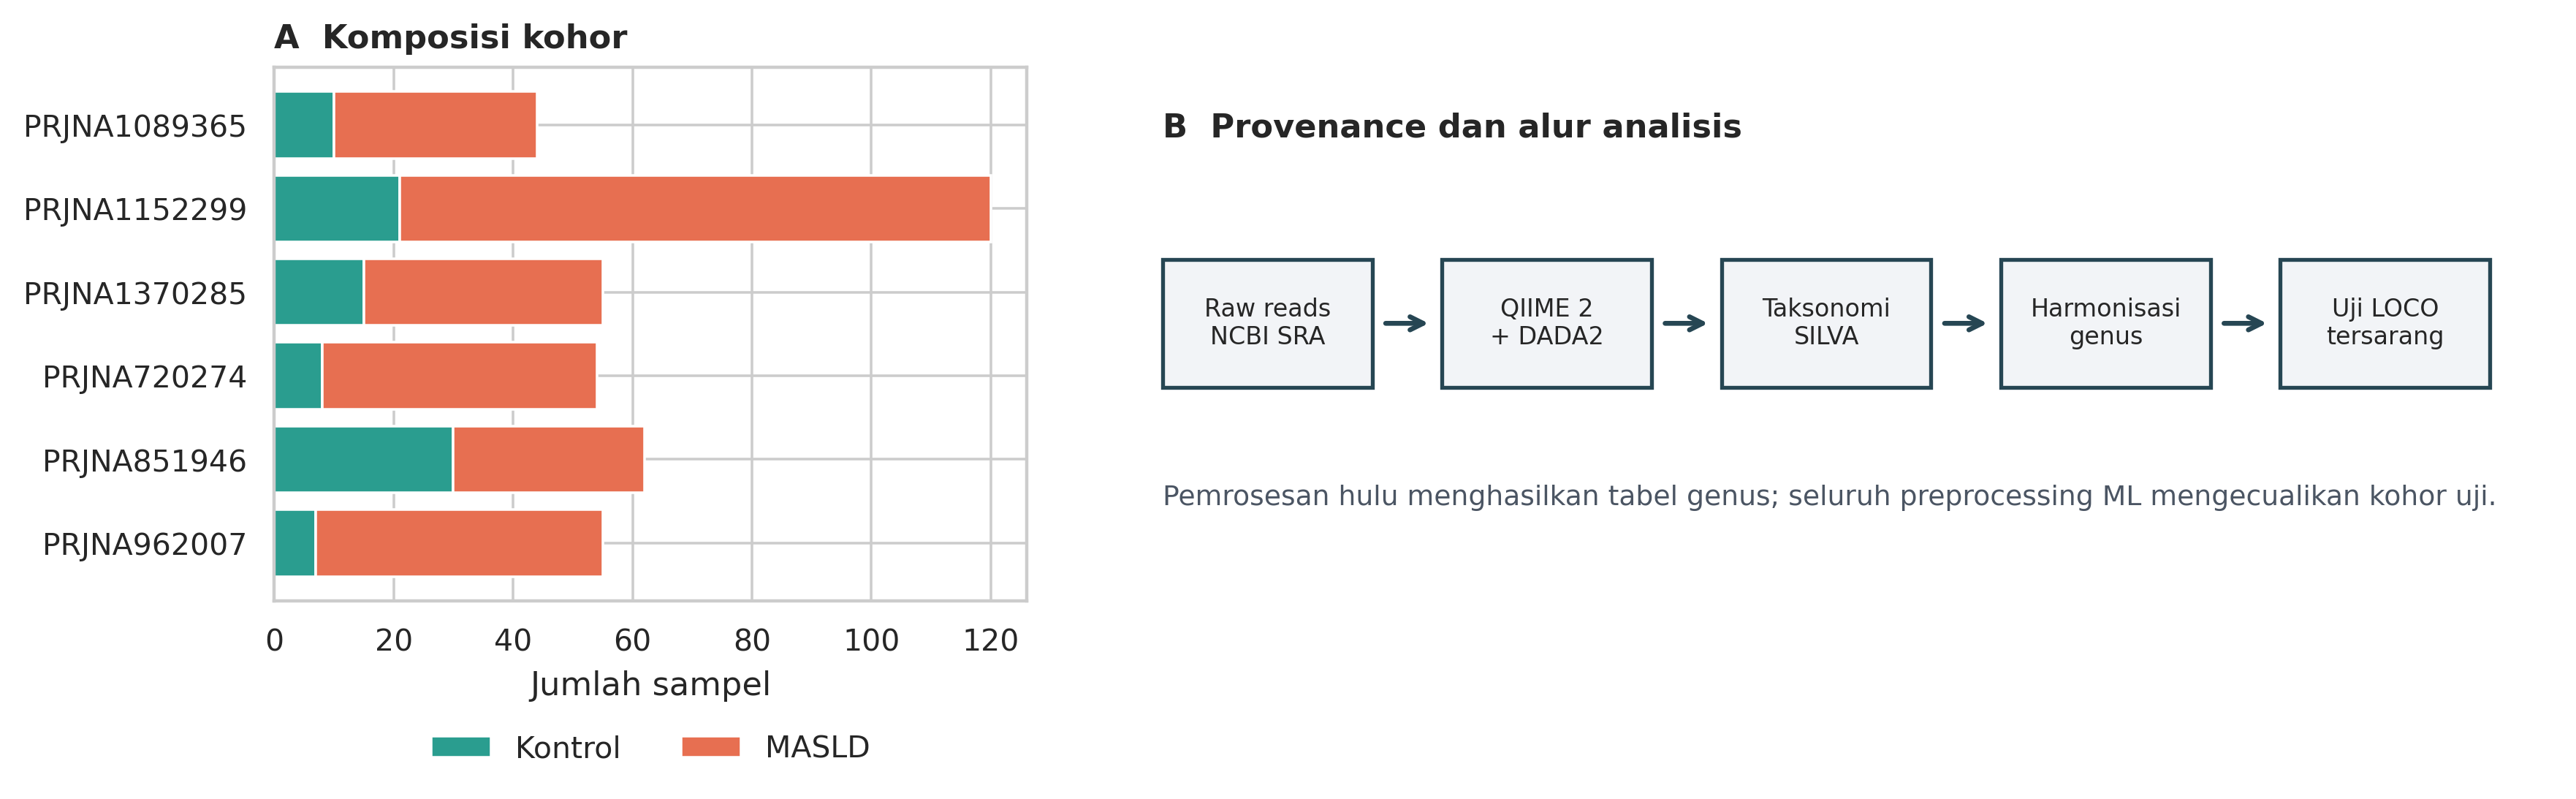 A Komposisi kohor
PRJNA1089365
PRJNA1152299
PRJNA1370285
PRJNA720274
PRJNA851946
PRJNA962007
0 20 40 60 80 100 120
Jumlah sampel
Kontrol MASLD
B Provenance dan alur analisis
Raw reads
NCBI SRA
QIIME 2
+ DADA2
Taksonomi
SILVA
Harmonisasi
genus
Uji LOCO
tersarang
Pemrosesan hulu menghasilkan tabel genus; seluruh preprocessing ML mengecualikan kohor uji.